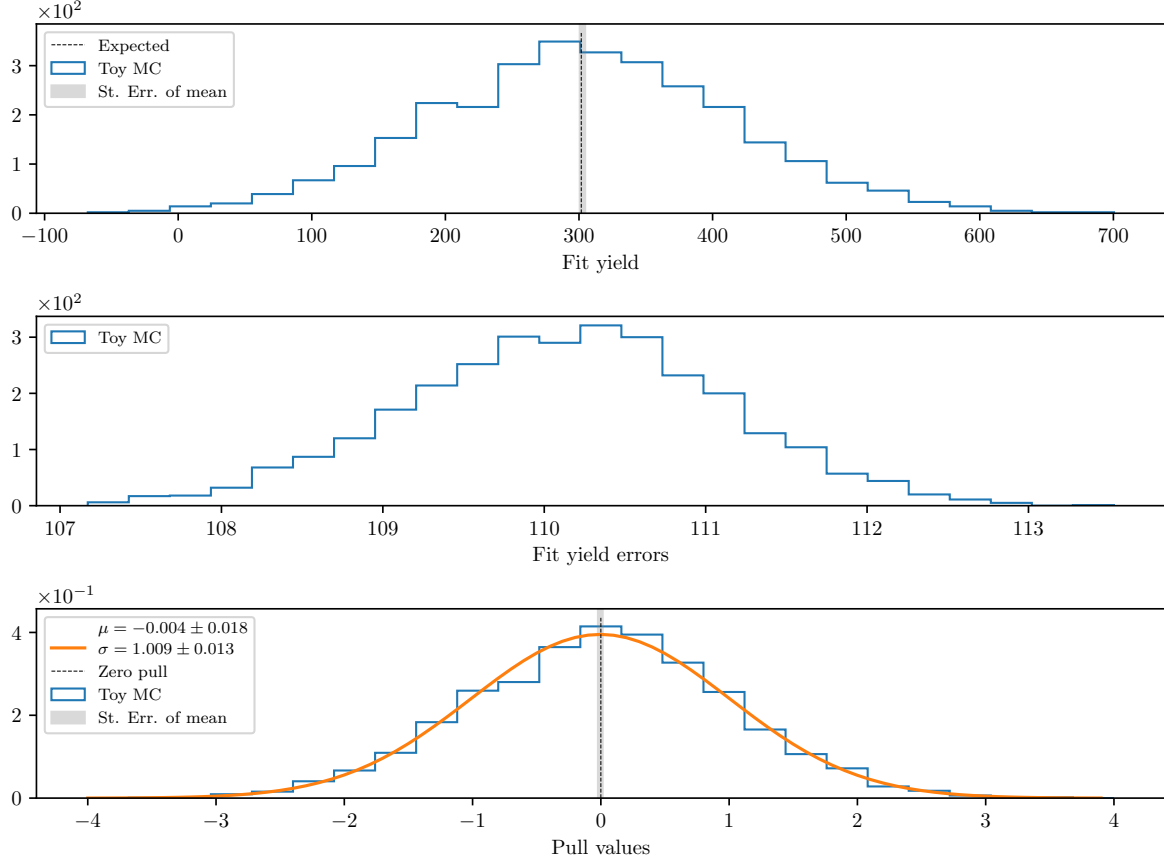 ×10²
Expected
Toy MC
St. Err. of mean
3
2
1
0
−100 0 100 200 300 400 500 600 700
Fit yield
×10²
Toy MC
3
2
1
0
107 108 109 110 111 112 113
Fit yield errors
×10⁻¹
μ = −0.004 ± 0.018
σ = 1.009 ± 0.013
Zero pull
Toy MC
St. Err. of mean
4
2
0
−4 −3 −2 −1 0 1 2 3 4
Pull values